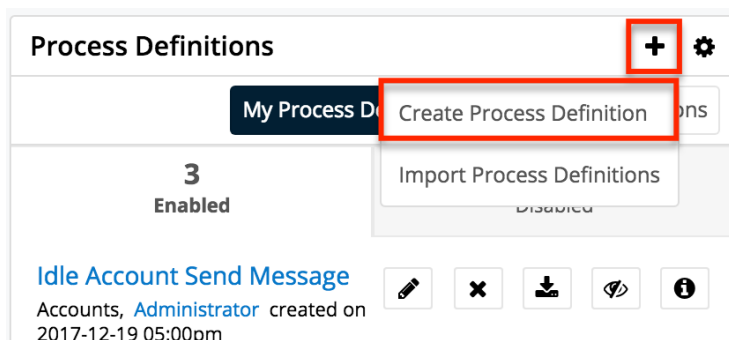 Process Definitions
My Process D
Create Process Definition
ons
Import Process Definitions
3
Enabled
Disabled
Idle Account Send Message
Accounts, Administrator created on
2017-12-19 05:00pm